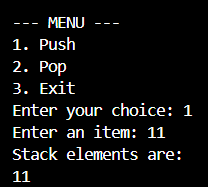 --- MENU ---
1. Push
2. Pop
3. Exit
Enter your choice: 1
Enter an item: 11
Stack elements are:
11